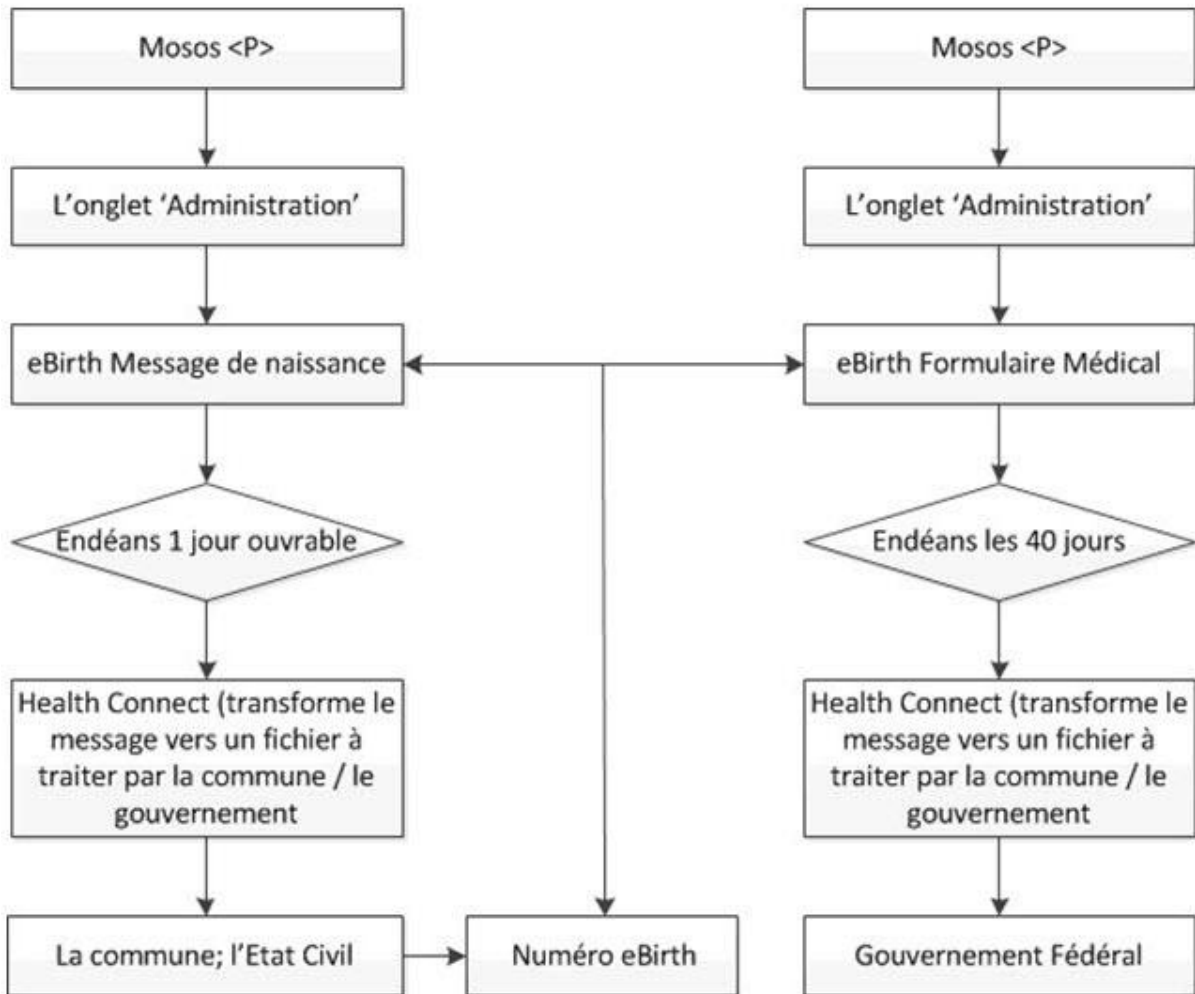 Mosos <P>
Mosos <P>
L'onglet ‘Administration’
L'onglet ‘Administration’
eBirth Message de naissance
eBirth Formulaire Médical
Endéans 1 jour ouvrable
Endéans les 40 jours
Health Connect (transforme le
message vers un fichier à
traiter par la commune / le
gouvernement
Health Connect (transforme le
message vers un fichier à
traiter par la commune / le
gouvernement
La commune; l'Etat Civil
Numéro eBirth
Gouvernement Fédéral